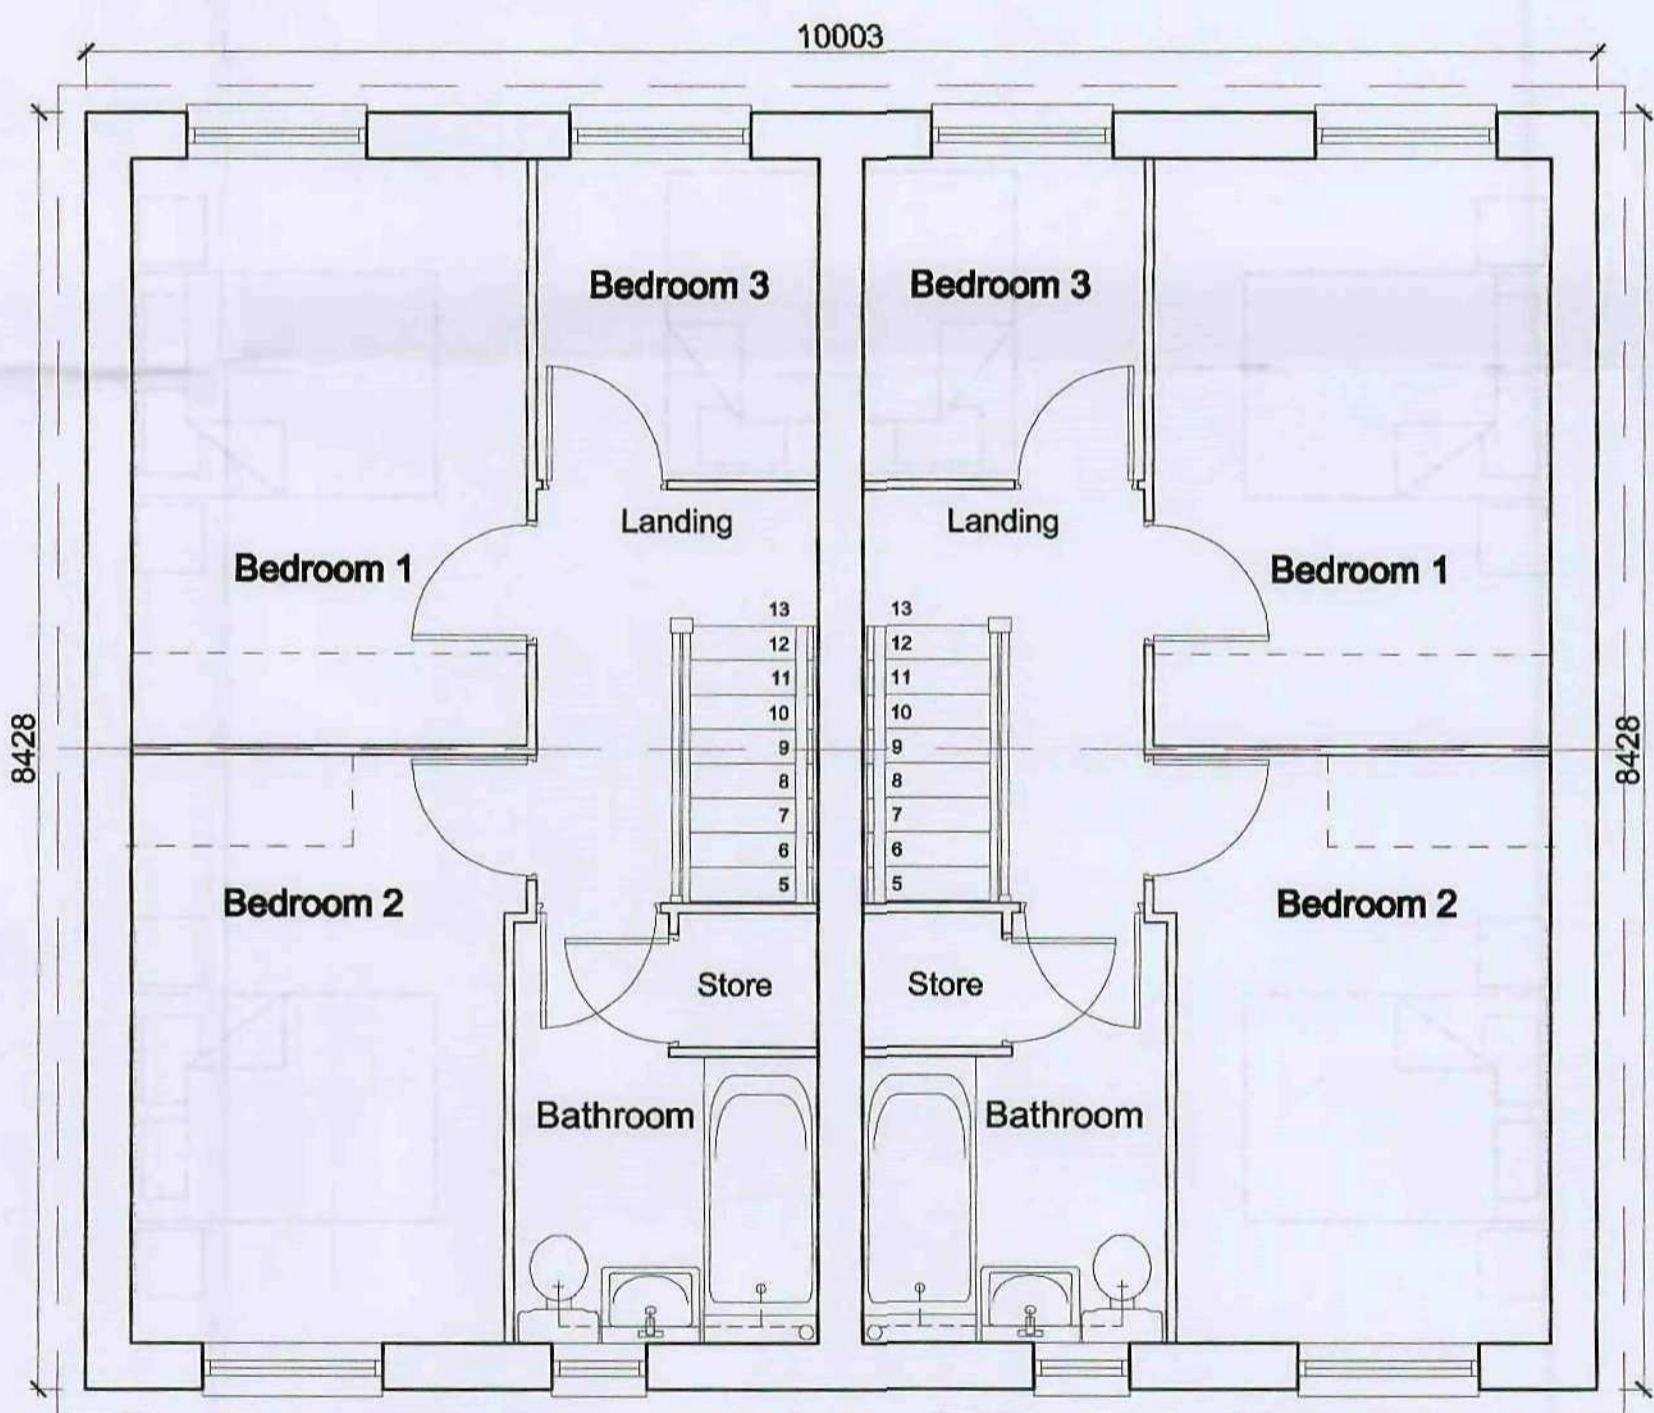 10003
Bedroom 3 Bedroom 3
Landing Landing
Bedroom 1 Bedroom 1
13 13
12 12
11 11
10 10
8428 9 9 8428
8 8
7 7
6 6
5 5
Bedroom 2 Bedroom 2
Store Store
Bathroom Bathroom